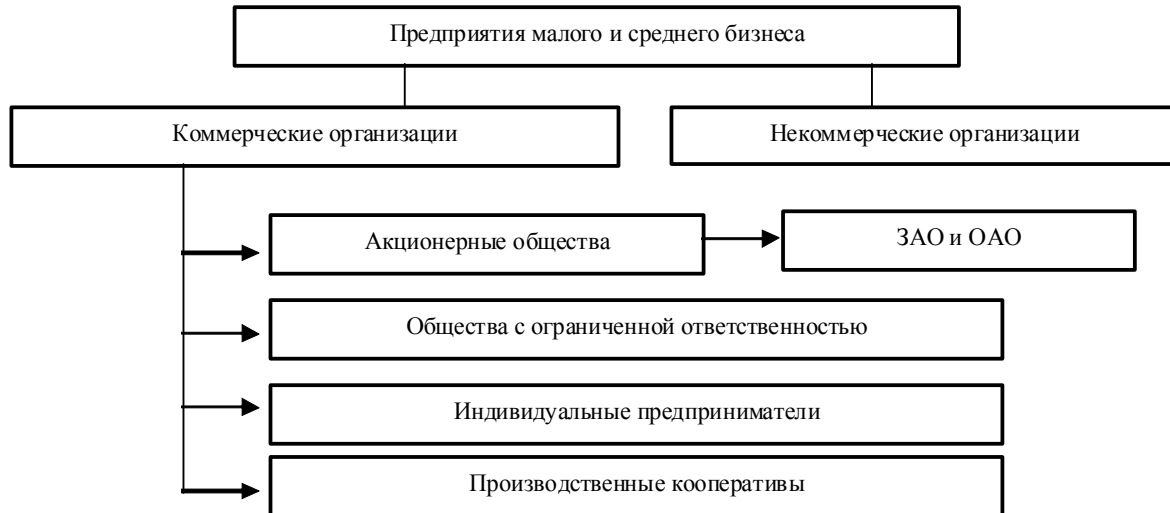 Предприятия малого и среднего бизнеса
Коммерческие организации
Некоммерческие организации
Акционерные общества
ЗАО и ОАО
Общества с ограниченной ответственностью
Индивидуальные предприниматели
Производственные кооперативы